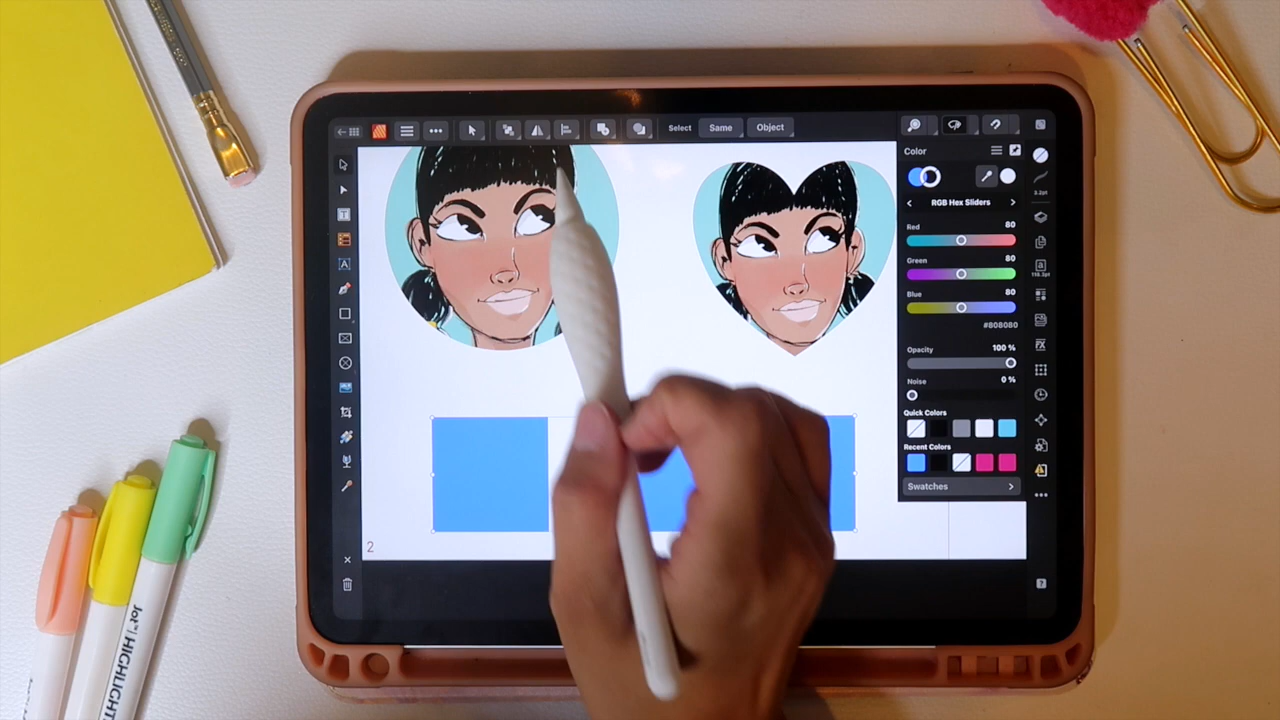 Select
Same
Object
Color
RGB Hex Sliders
Red
80
Green
80
Blue
80
#808080
Opacity
100 %
Noise
0 %
Quick Colors
Recent Colors
Swatches
2
Jot
HIGHLIGHT